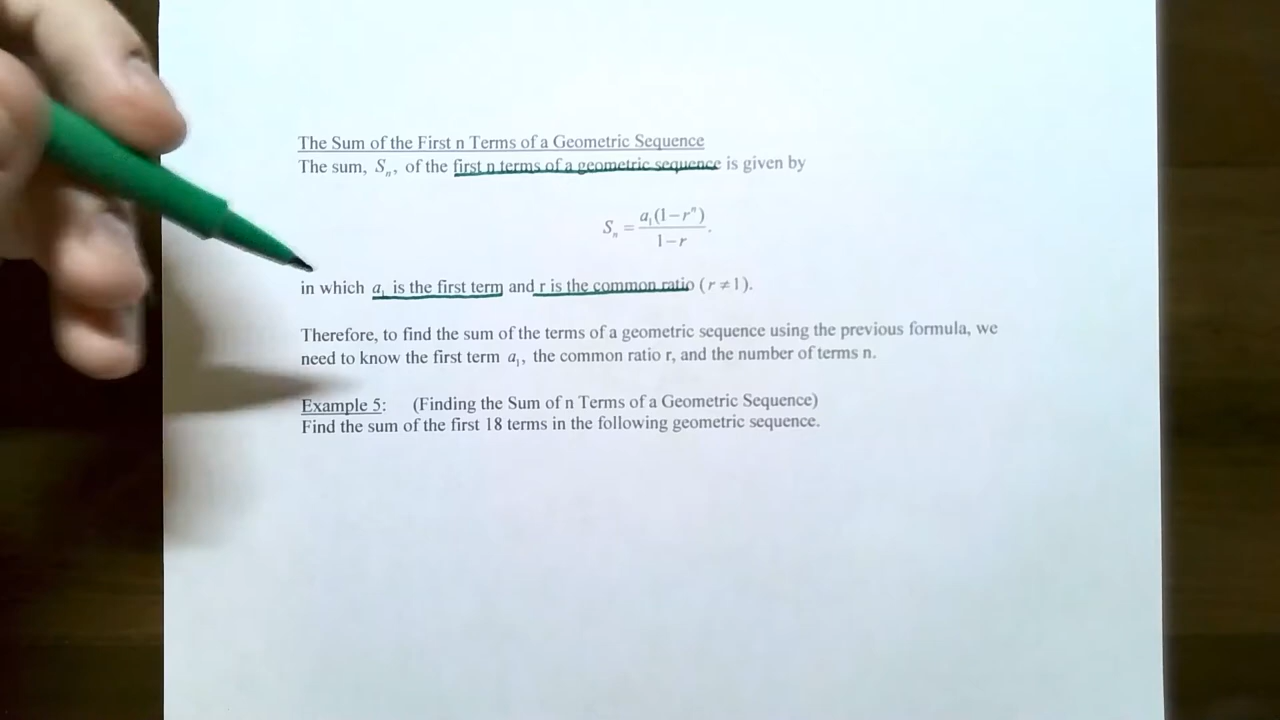 The Sum of the First n Terms of a Geometric Sequence
The sum, Sₙ, of the first n terms of a geometric sequence is given by
Sₙ = a₁(1−rⁿ) / 1−r.
in which a₁ is the first term and r is the common ratio (r ≠ 1).
Therefore, to find the sum of the terms of a geometric sequence using the previous formula, we
need to know the first term a₁, the common ratio r, and the number of terms n.
Example 5: (Finding the Sum of n Terms of a Geometric Sequence)
Find the sum of the first 18 terms in the following geometric sequence.